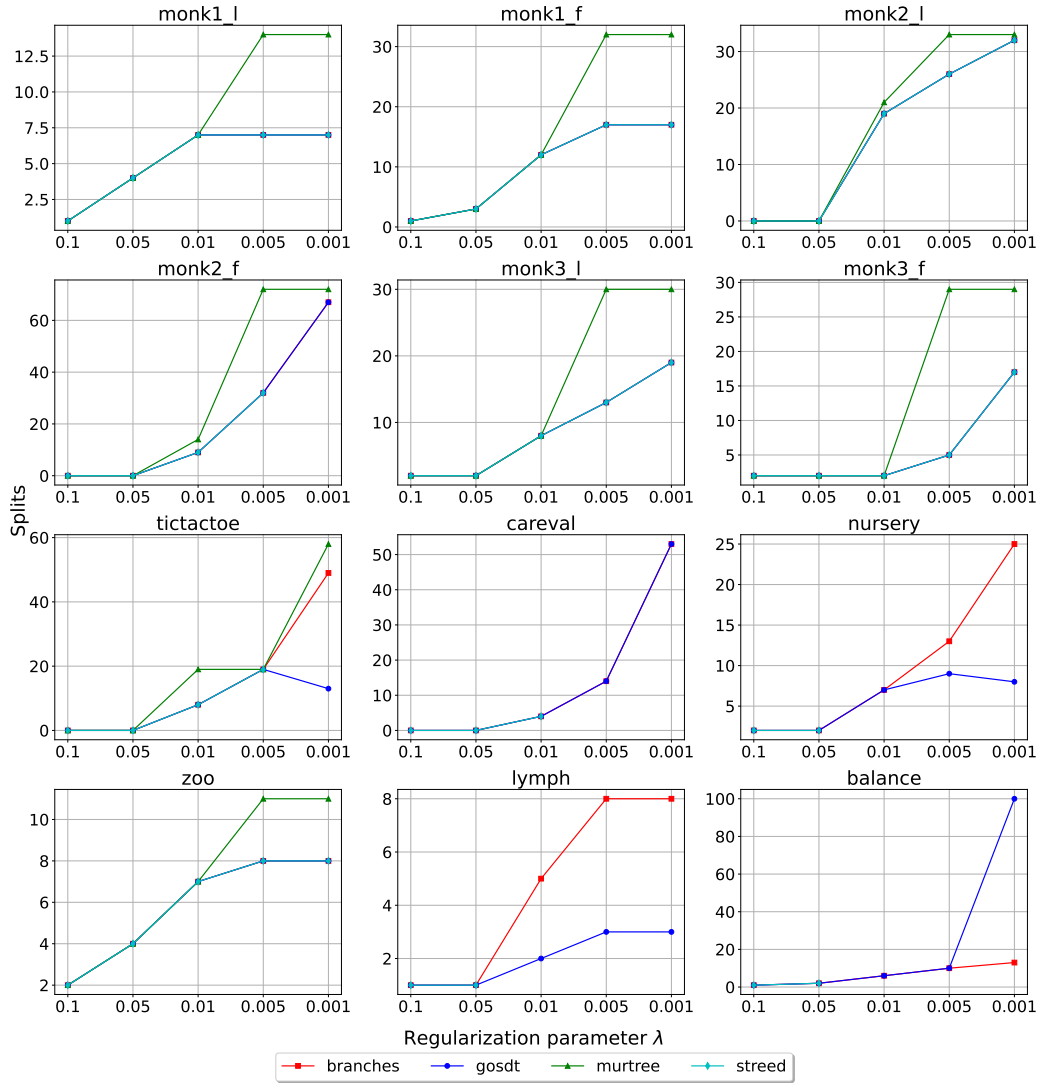 monk1_l monk1_f monk2_l
12.5 10.0 7.5 5.0 2.5
30 20 10 0
30 20 10 0
0.1 0.05 0.01 0.005 0.001
0.1 0.05 0.01 0.005 0.001
0.1 0.05 0.01 0.005 0.001
monk2_f monk3_l monk3_f
60 40 20 0
30 20 10
30 25 20 15 10 5
0.1 0.05 0.01 0.005 0.001
0.1 0.05 0.01 0.005 0.001
0.1 0.05 0.01 0.005 0.001
Splits
tictactoe careval nursery
60 40 20 0
50 40 30 20 10 0
25 20 15 10 5
0.1 0.05 0.01 0.005 0.001
0.1 0.05 0.01 0.005 0.001
0.1 0.05 0.01 0.005 0.001
zoo lymph balance
10 8 6 4 2
8 6 4 2
100 80 60 40 20 0
0.1 0.05 0.01 0.005 0.001
0.1 0.05 0.01 0.005 0.001
0.1 0.05 0.01 0.005 0.001
Regularization parameter λ
branches gosdt murtree streed